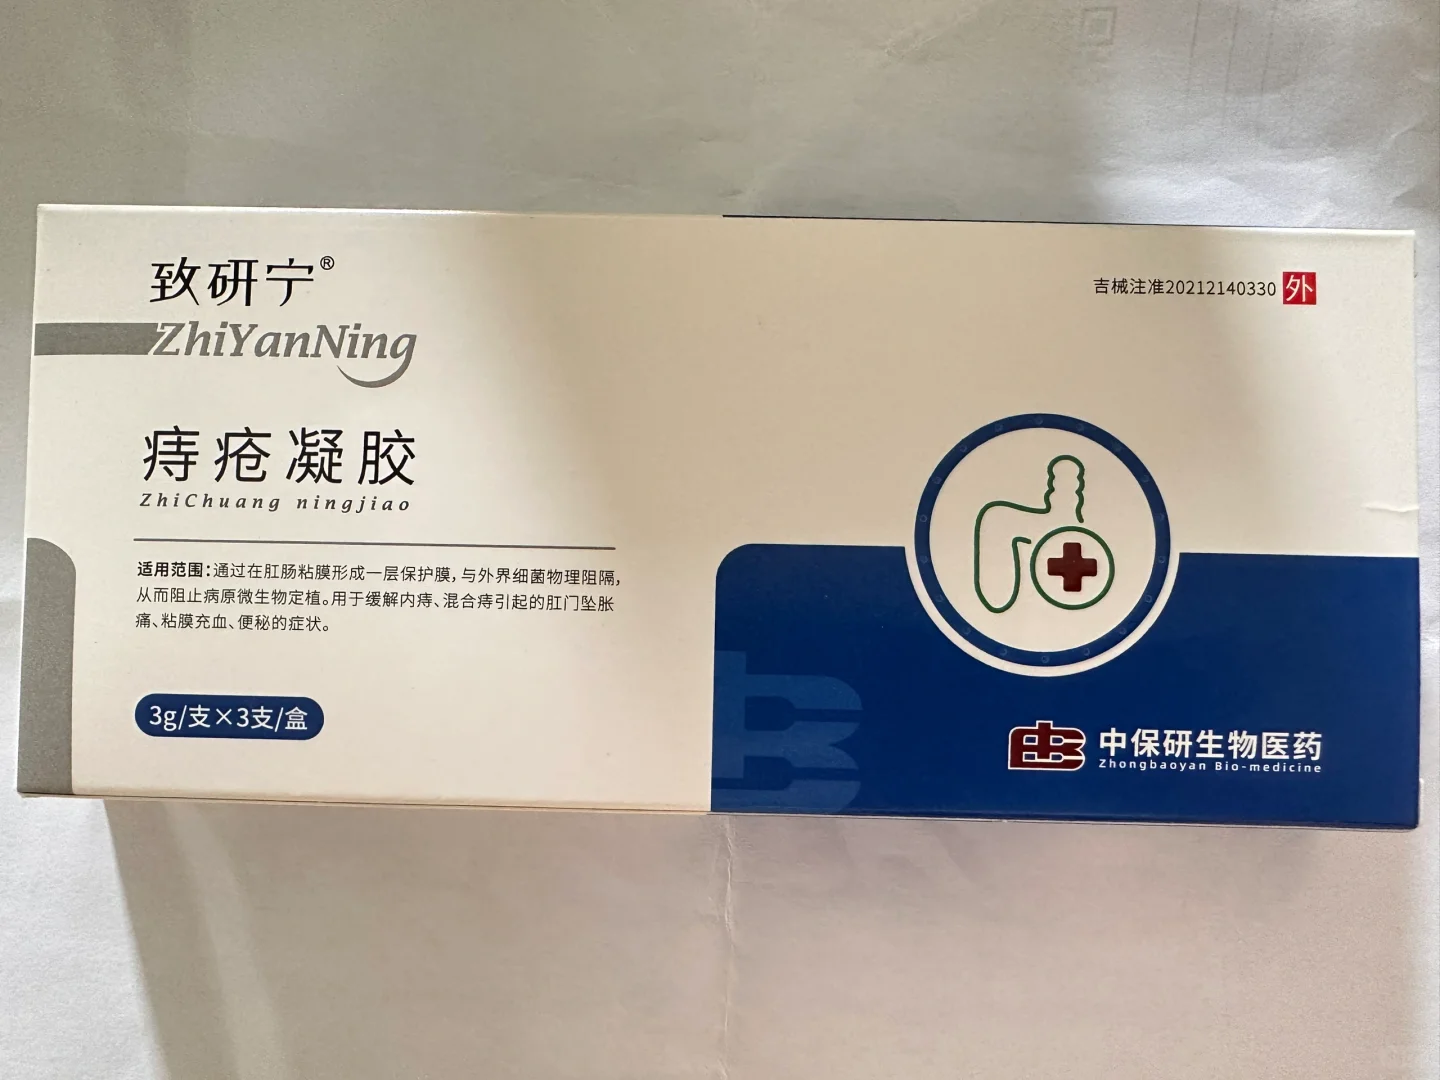 致研宁®
ZhiYanNing
吉械注准20212140330 外
痔疮凝胶
ZhiChuang ningjiao
适用范围:通过在肛肠粘膜形成一层保护膜,与外界细菌物理阻隔,
从而阻止病原微生物定植。用于缓解内痔、混合痔引起的肛门坠胀
痛、粘膜充血、便秘的症状。
3g/支×3支/盒
中保研生物医药
Zhongbaoyan Bio-medicine